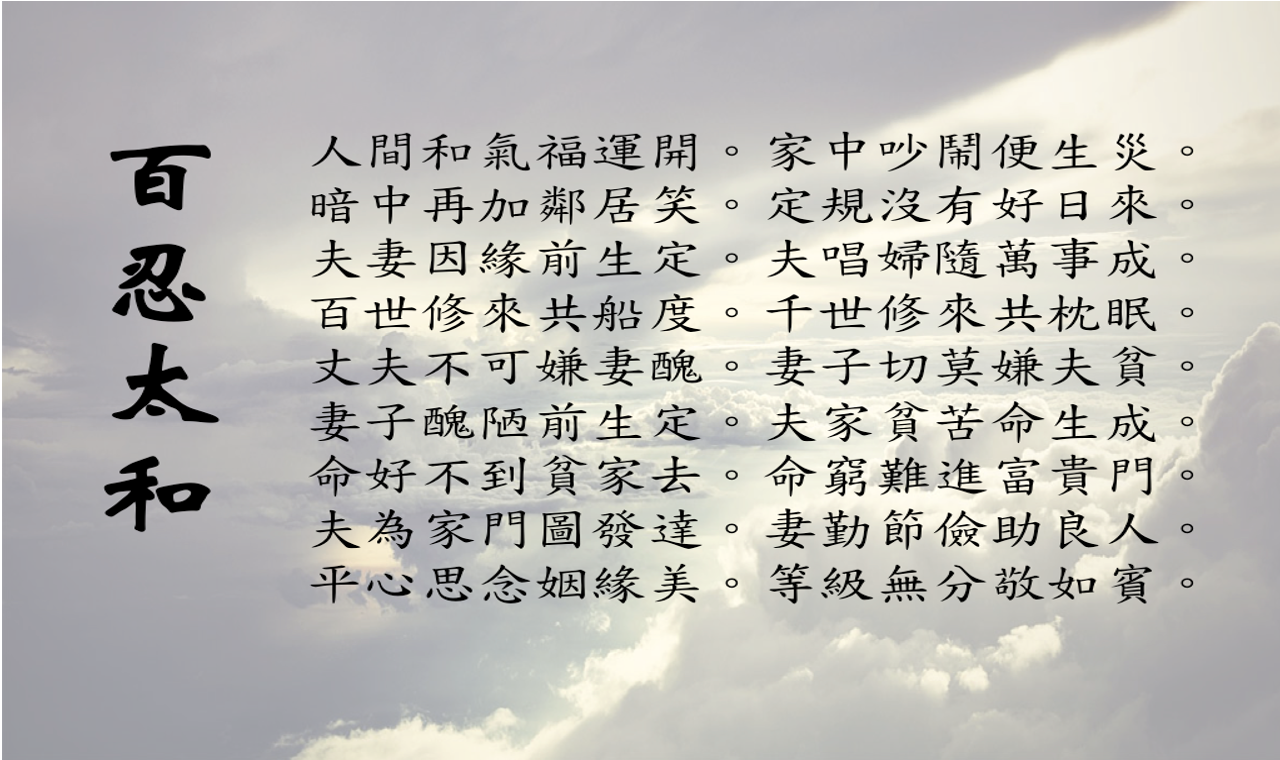 百忍太和
人間和氣福運開。家中吵鬧便生災。
暗中再加鄰居笑。定規沒有好日來。
夫妻因緣前生定。夫唱婦隨萬事成。
百世修來共船度。千世修來共枕眠。
丈夫不可嫌妻醜。妻子切莫嫌夫貧。
妻子醜陋前生定。夫家貧苦命生成。
命好不到貧家去。命窮難進富貴門。
夫為家門圖發達。妻勤節儉助良人。
平心思念姻緣美。等級無分敬如賓。